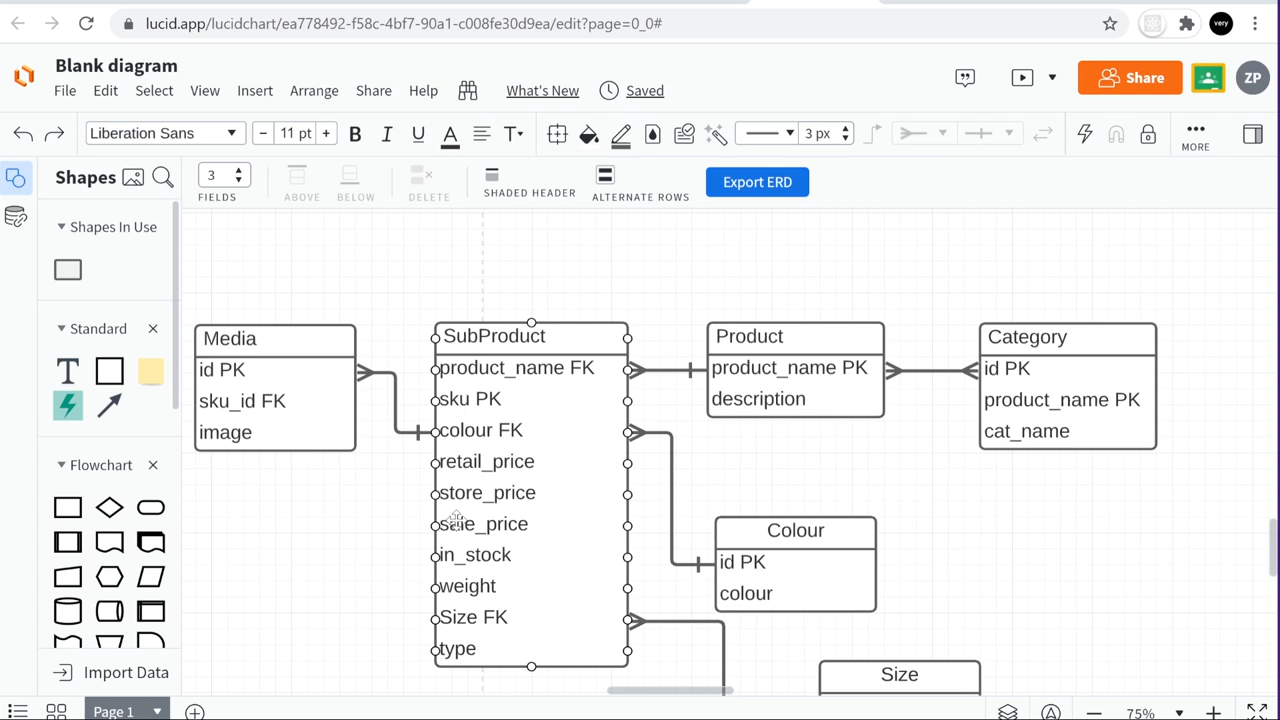 lucid.app/lucidchart/ea778492-f58c-4bf7-90a1-c008fe30d9ea/edit?page=0_0#
very
Blank diagram
File Edit Select View Insert Arrange Share Help What's New Saved
Share
ZP
Liberation Sans
− 11 pt +
B I U A T
3 px
MORE
Shapes
3
FIELDS
ABOVE
BELOW
DELETE
SHADED HEADER
ALTERNATE ROWS
Export ERD
Shapes In Use
Standard
T
Flowchart
Import Data
Media
id PK
sku_id FK
image
SubProduct
product_name FK
sku PK
colour FK
retail_price
store_price
sale_price
in_stock
weight
Size FK
type
Product
product_name PK
description
Category
id PK
product_name PK
cat_name
Colour
id PK
colour
Size
Page 1
75%